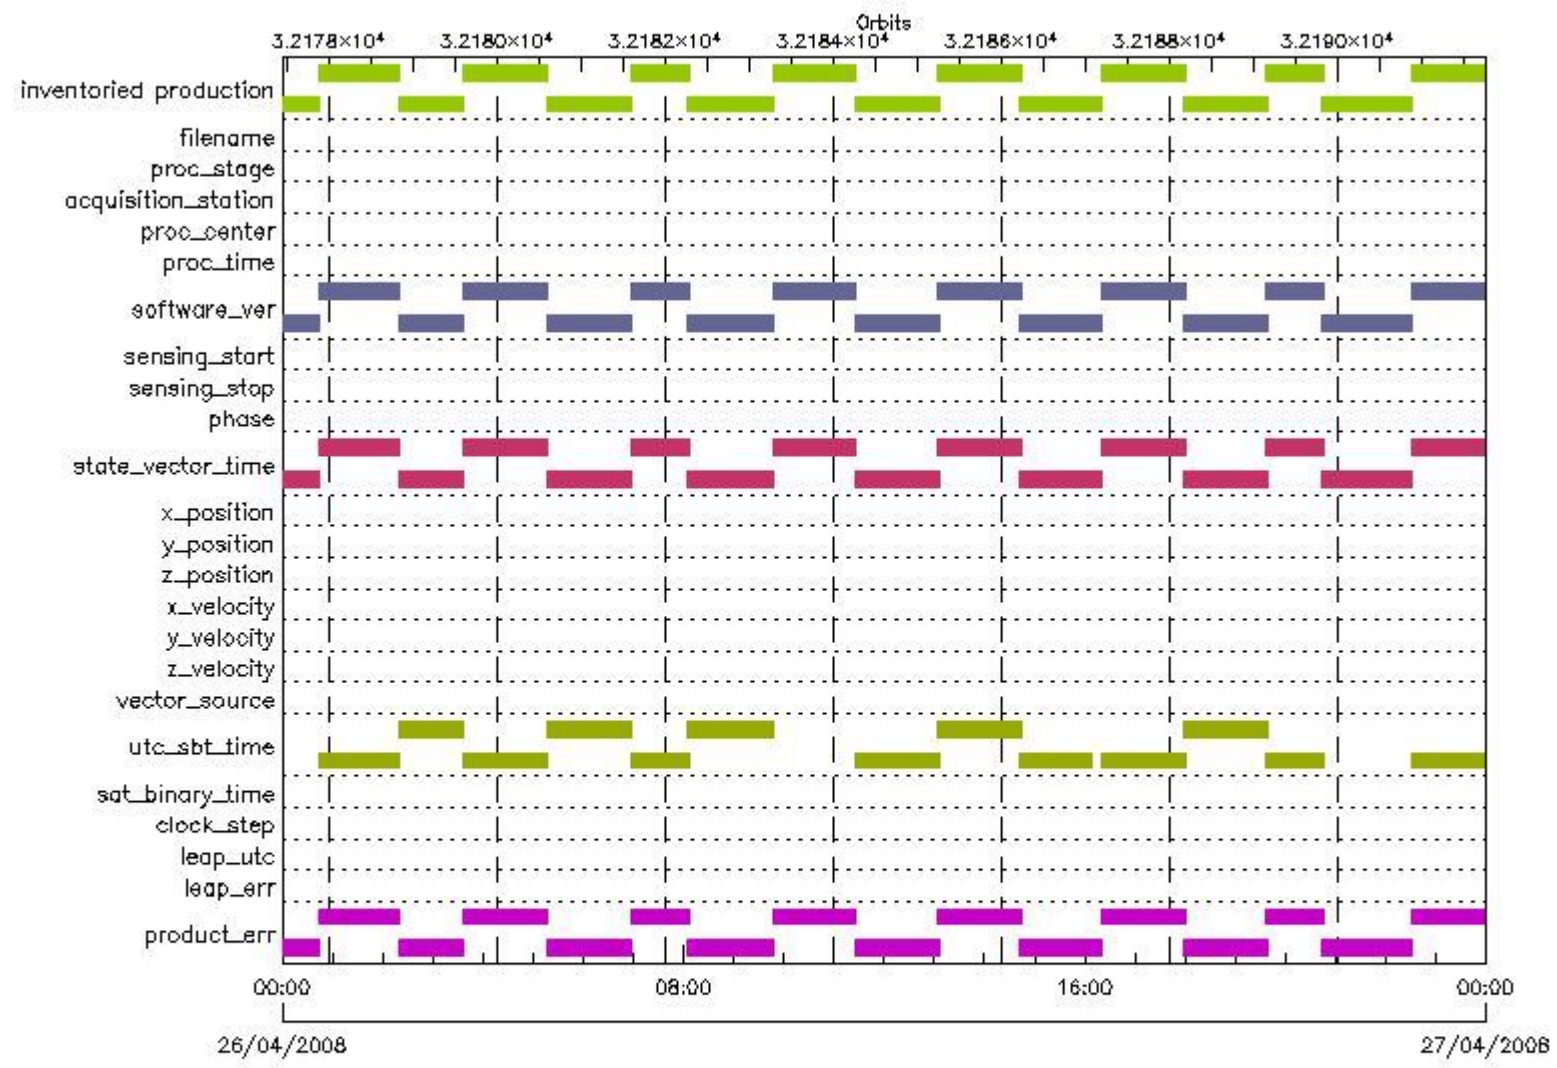 Orbits
3.2178×10⁴ 3.2180×10⁴ 3.2182×10⁴ 3.2184×10⁴ 3.2186×10⁴ 3.2188×10⁴ 3.2190×10⁴
inventoried production
filename
proc_stage
acquisition_station
proc_center
proc_time
software_ver
sensing_start
sensing_stop
phase
state_vector_time
x_position
y_position
z_position
x_velocity
y_velocity
z_velocity
vector_source
utc_sbt_time
sat_binary_time
clock_step
leap_utc
leap_err
product_err
00:00 08:00 16:00 00:00
26/04/2008 27/04/2008